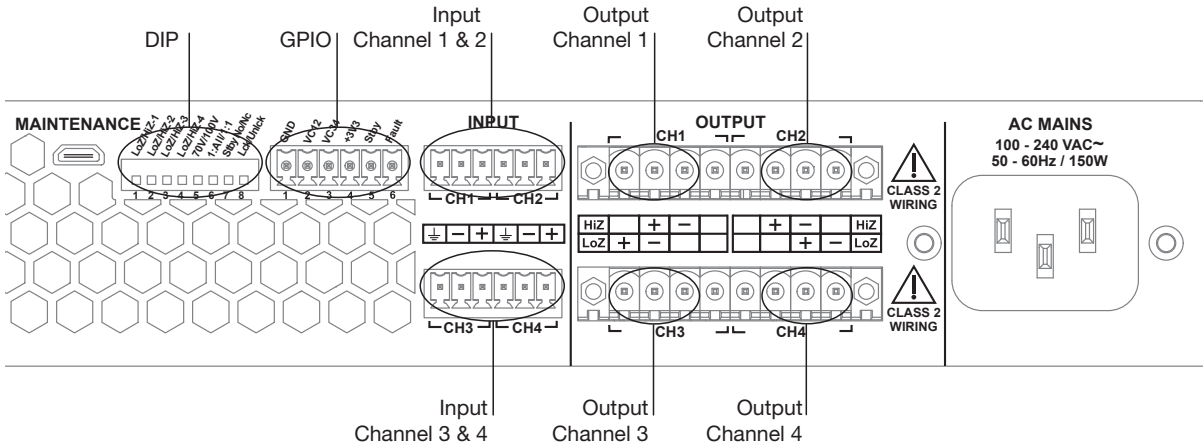 Input
Channel 1 & 2
Output
Channel 1
Output
Channel 2
DIP
GPIO
MAINTENANCE
LoZ/HiZ-1
LoZ/HiZ-2
LoZ/HiZ-3
LoZ/HiZ-4
70V/100V
1:All/1:1
Stby No/Nc
Lck/Unlck
1 2 3 4 5 6 7 8
GND
VC12
VC34
+3V3
Stby
Fault
1 2 3 4 5 6
INPUT
CH1 CH2
⏚ − + ⏚ − +
CH3 CH4
OUTPUT
CH1 CH2
HiZ + − + − HiZ
LoZ + − + − LoZ
CH3 CH4
CLASS 2
WIRING
CLASS 2
WIRING
AC MAINS
100 - 240 VAC~
50 - 60Hz / 150W
Input
Channel 3 & 4
Output
Channel 3
Output
Channel 4